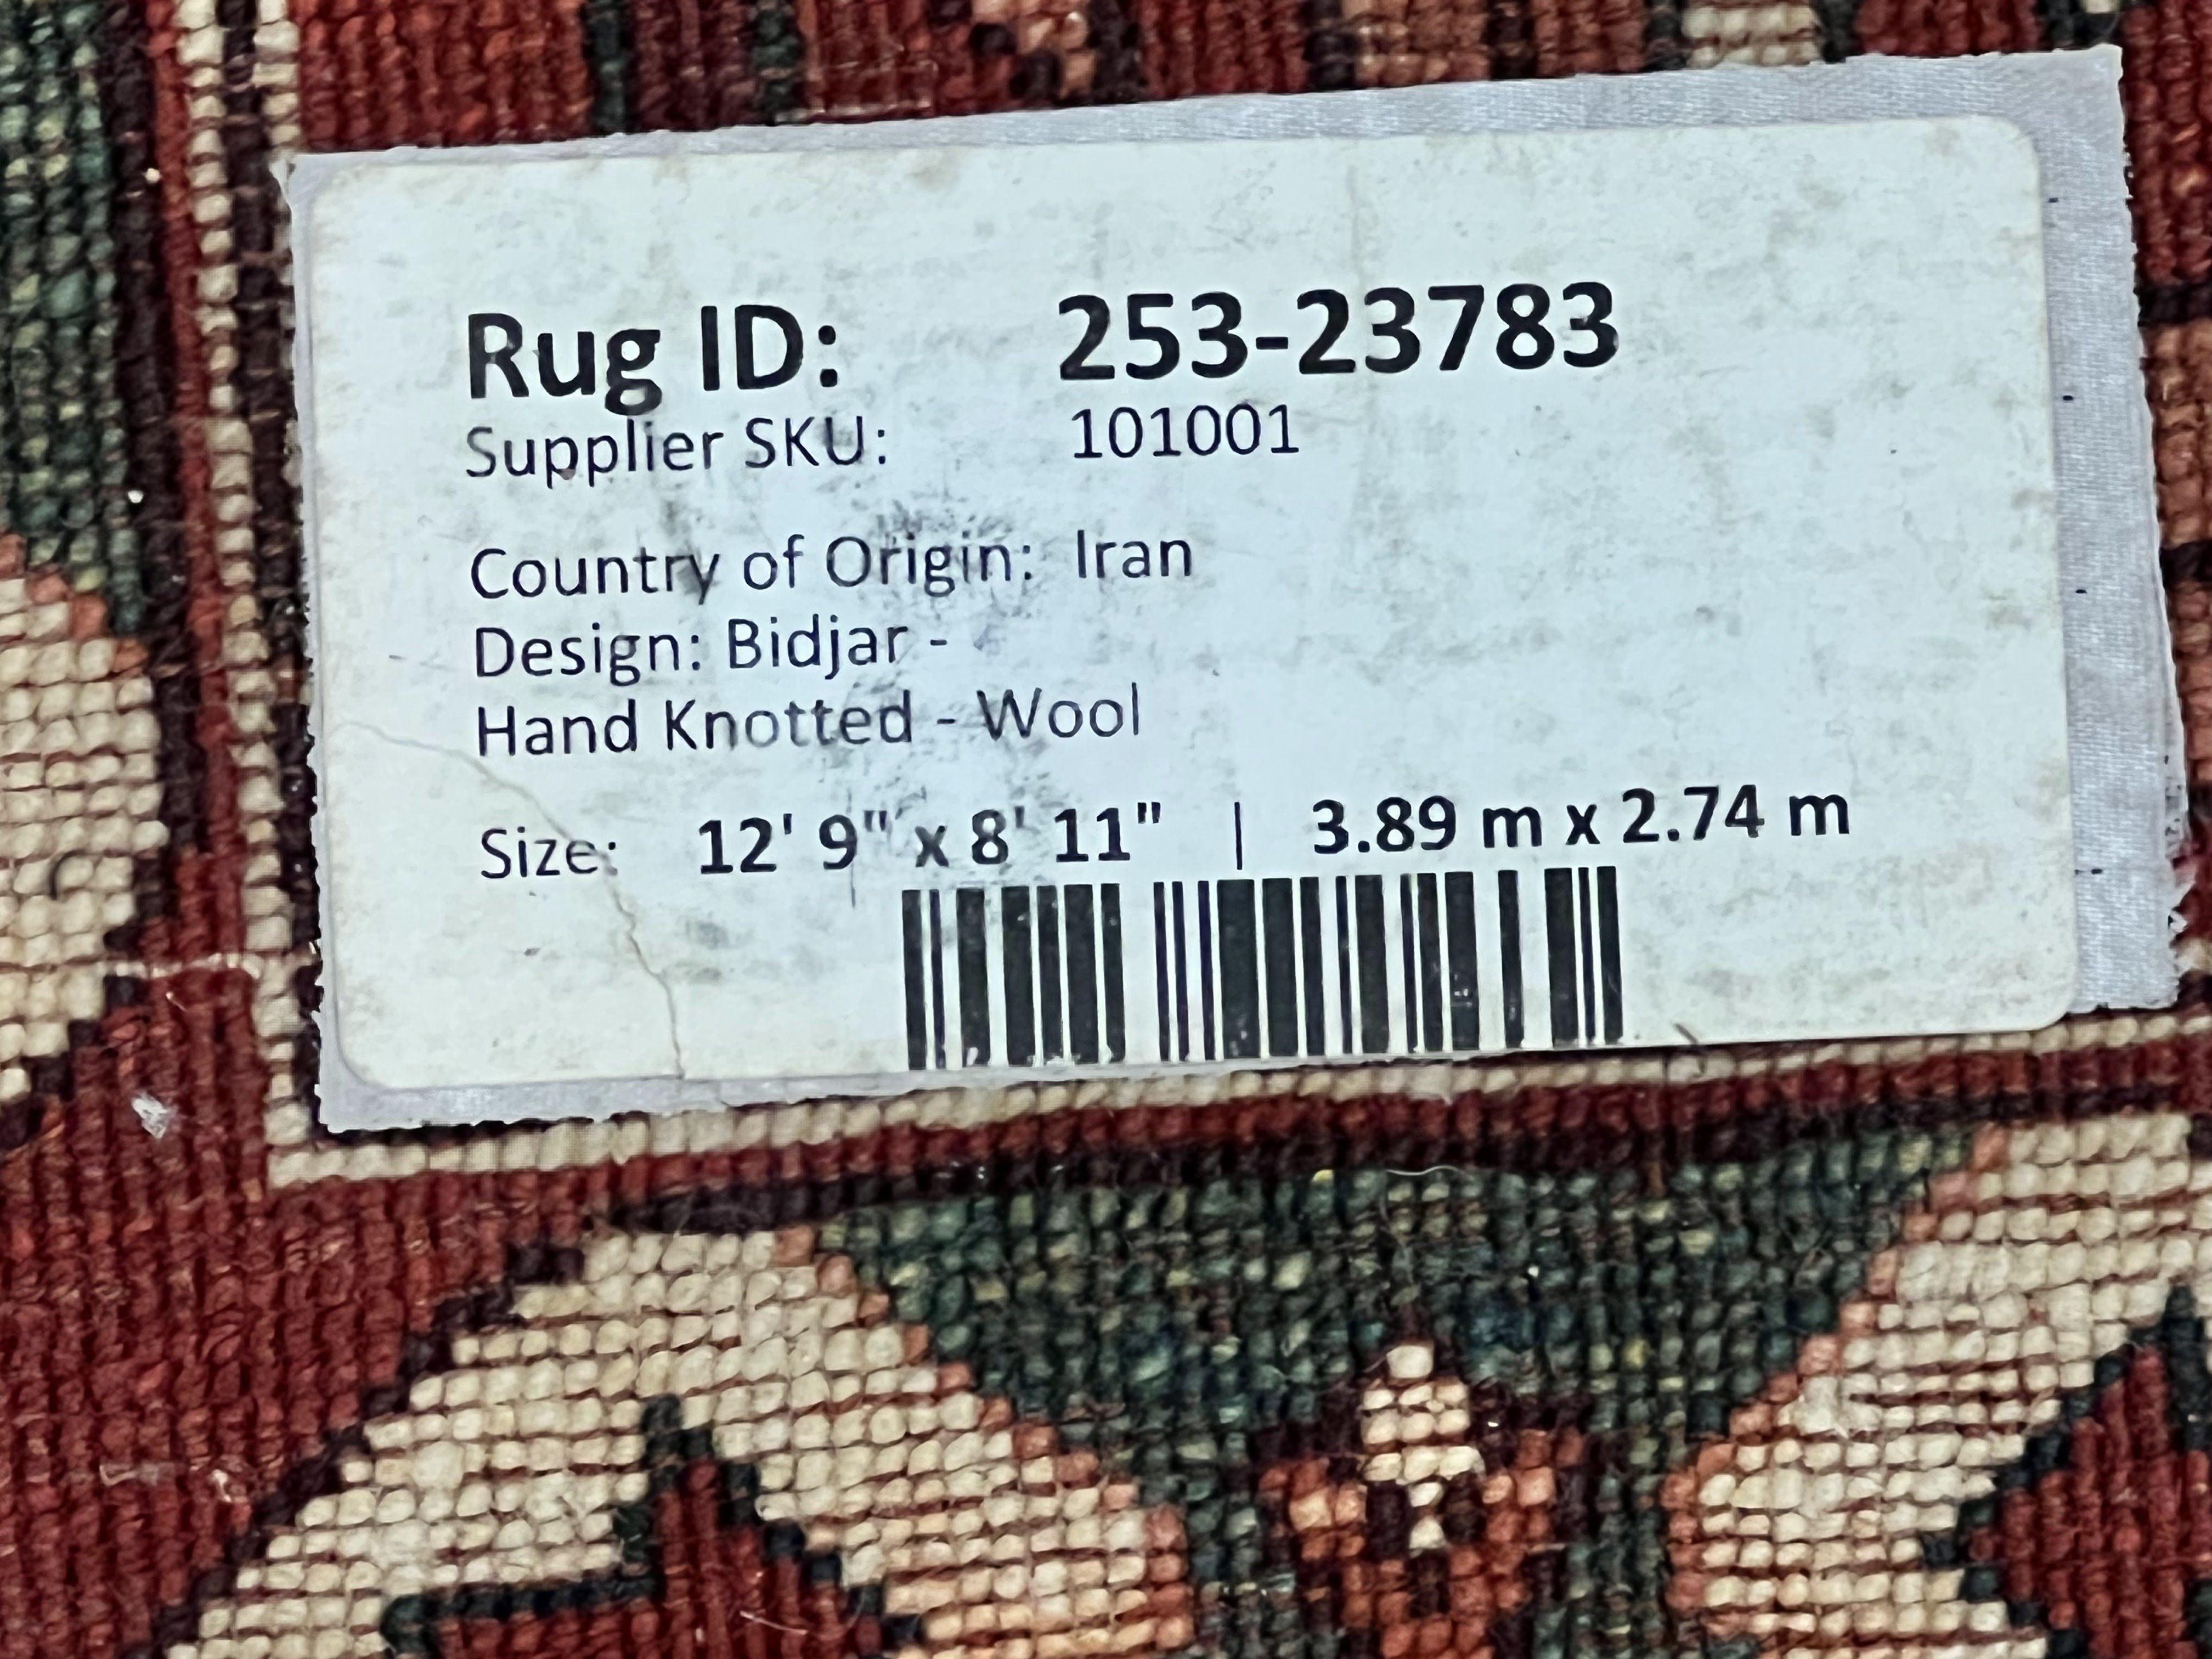 Rug ID: 253-23783
Supplier SKU: 101001
Country of Origin: Iran
Design: Bidjar -
Hand Knotted - Wool
Size: 12' 9" x 8' 11" | 3.89 m x 2.74 m